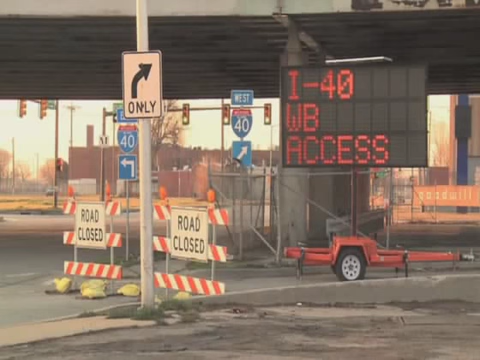 ONLY
WEST
40
40
I-40
WB
ACCESS
ROAD
CLOSED
ROAD
CLOSED